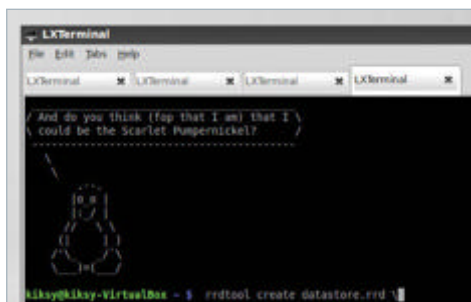 LXTerminal
File Edit Tabs Help
LXTerminal LXTerminal LXTerminal LXTerminal
/ And do you think (fop that I am) that I \
\ could be the Scarlet Pumpernickel? /
kiksy@kiksy-VirtualBox ~ $ rrdtool create datastore.rrd \